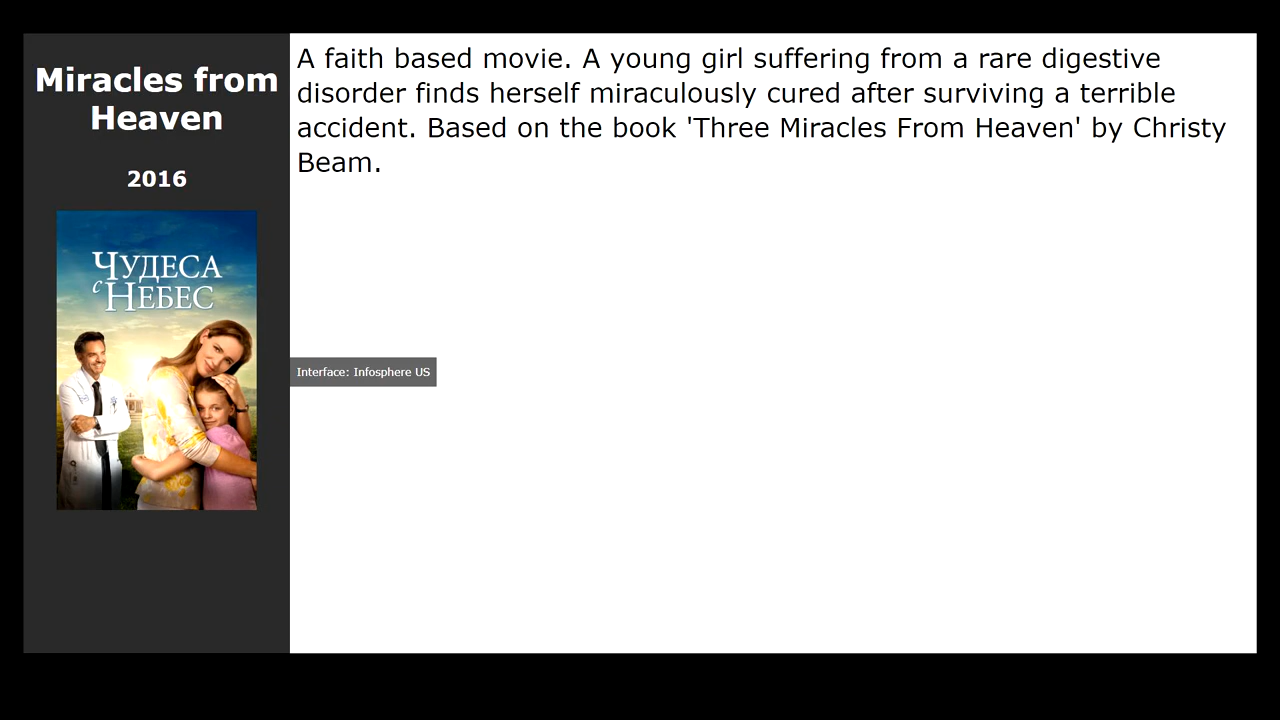 Miracles from
Heaven
2016
ЧУДЕСА
с НЕБЕС
A faith based movie. A young girl suffering from a rare digestive
disorder finds herself miraculously cured after surviving a terrible
accident. Based on the book 'Three Miracles From Heaven' by Christy
Beam.
Interface: Infosphere US